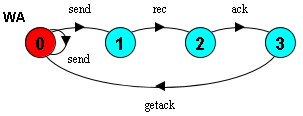 send rec ack
WA
0 1 2 3
send
getack